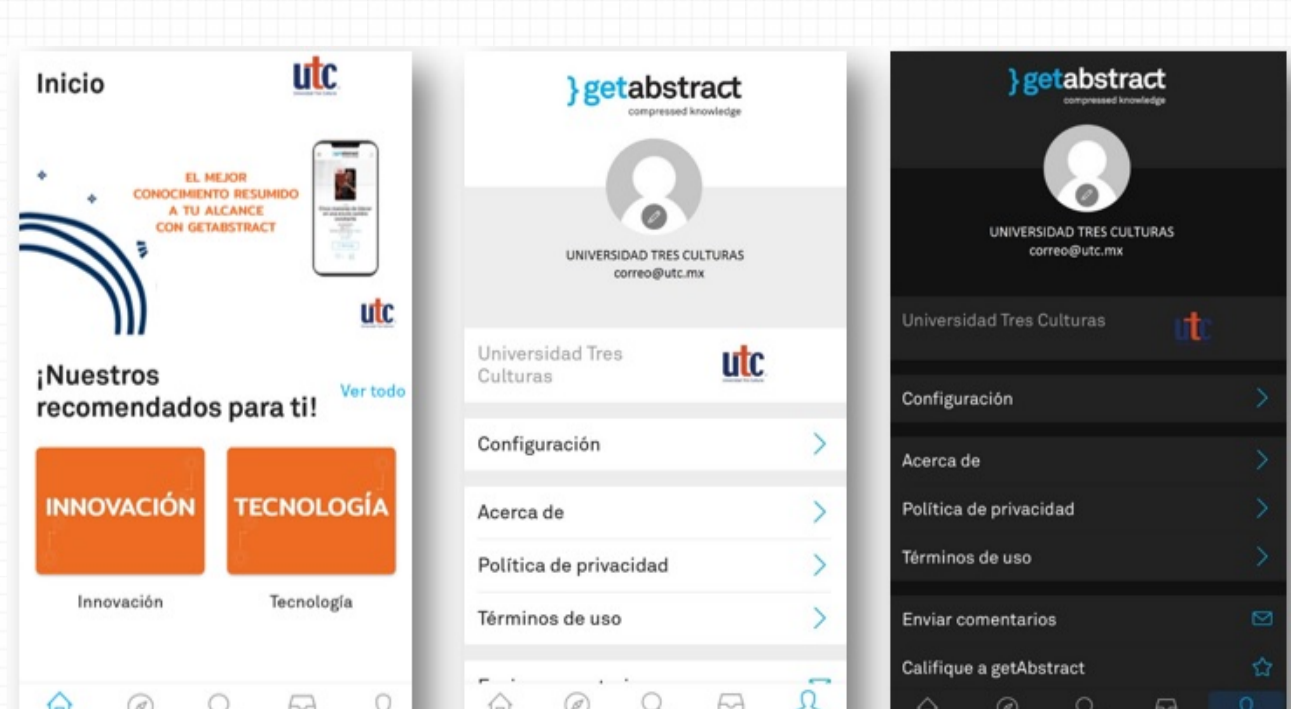 Inicio
utc
EL MEJOR
CONOCIMIENTO RESUMIDO
A TU ALCANCE
CON GETABSTRACT
utc
¡Nuestros
recomendados para ti!
Ver todo
INNOVACIÓN
TECNOLOGÍA
Innovación
Tecnología
}getabstract
compressed knowledge
UNIVERSIDAD TRES CULTURAS
correo@utc.mx
Universidad Tres
Culturas
utc
Configuración
Acerca de
Política de privacidad
Términos de uso
}getabstract
compressed knowledge
UNIVERSIDAD TRES CULTURAS
correo@utc.mx
Universidad Tres Culturas
utc
Configuración
Acerca de
Política de privacidad
Términos de uso
Enviar comentarios
Califique a getAbstract